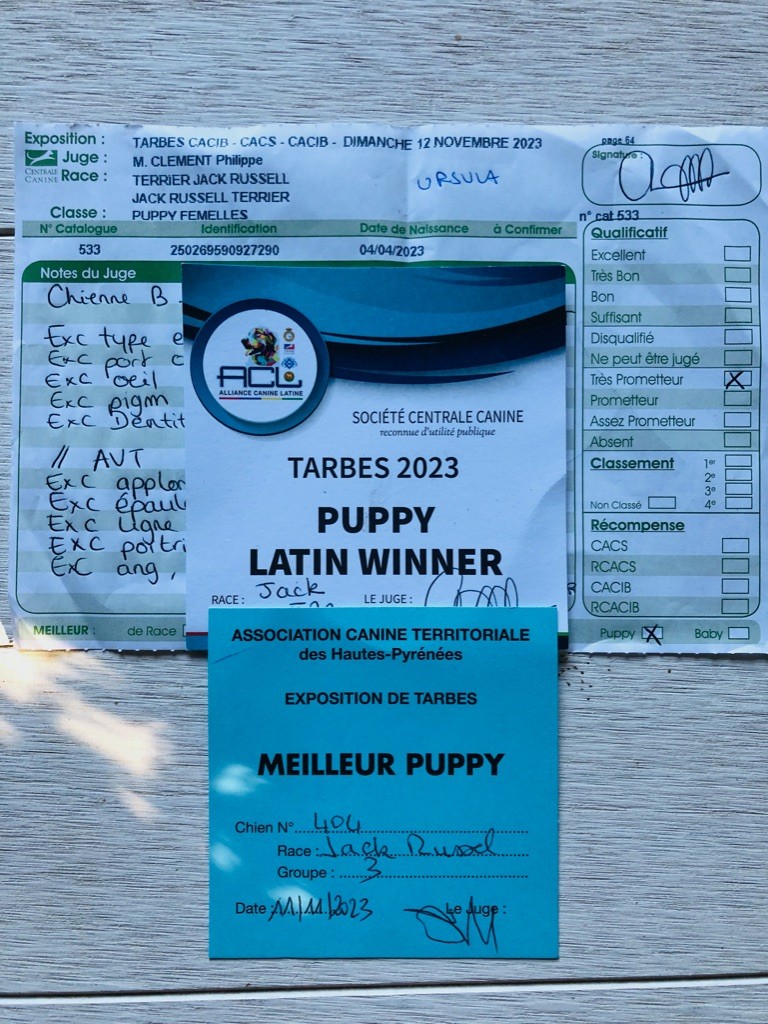 Exposition : TARBES CACIB - CACS - CACIB - DIMANCHE 12 NOVEMBRE 2023
page 64
Juge : M. CLEMENT Philippe
Signature :
CENTRALE CANINE
Race : TERRIER JACK RUSSELL
URSULA
JACK RUSSELL TERRIER
Classe : PUPPY FEMELLES
n° cat 533
N° Catalogue Identification Date de Naissance à Confirmer
533 250269590927290 04/04/2023
Notes du Juge
Chienne B
Exc type e
Exc port c
Exc oeil
Exc pigm
Exc Dentit
// AVT
Exc applom
Exc épaul
Exc ligne
Exc poitri
Exc ang,
MEILLEUR : de Race
Qualificatif
Excellent
Très Bon
Bon
Suffisant
Disqualifié
Ne peut être jugé
Très Prometteur X
Prometteur
Assez Prometteur
Absent
Classement 1er
2e
3e
Non Classé 4e
Récompense
CACS
RCACS
CACIB
RCACIB
Puppy X Baby
ACL
ALLIANCE CANINE LATINE
SOCIÉTÉ CENTRALE CANINE
reconnue d'utilité publique
TARBES 2023
PUPPY
LATIN WINNER
RACE : Jack LE JUGE :
ASSOCIATION CANINE TERRITORIALE
des Hautes-Pyrénées
EXPOSITION DE TARBES
MEILLEUR PUPPY
Chien N° 404
Race : Jack Russel
Groupe : 3
Date : 11/11/2023 Le Juge :